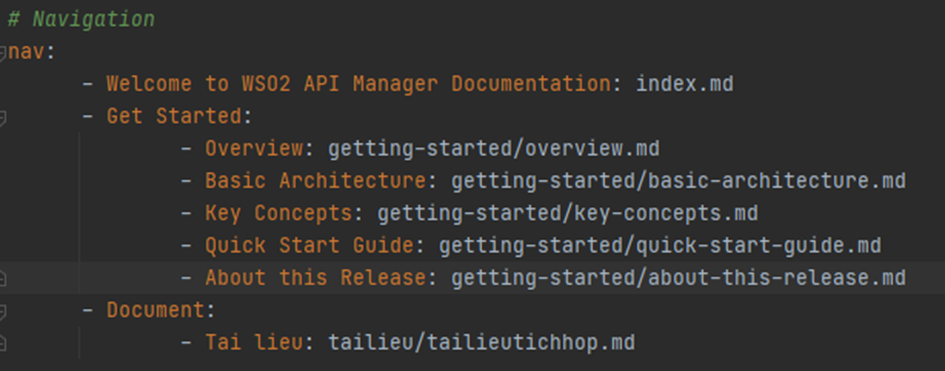 # Navigation
nav:
- Welcome to WSO2 API Manager Documentation: index.md
- Get Started:
- Overview: getting-started/overview.md
- Basic Architecture: getting-started/basic-architecture.md
- Key Concepts: getting-started/key-concepts.md
- Quick Start Guide: getting-started/quick-start-guide.md
- About this Release: getting-started/about-this-release.md
- Document:
- Tai lieu: tailieu/tailieutichhop.md